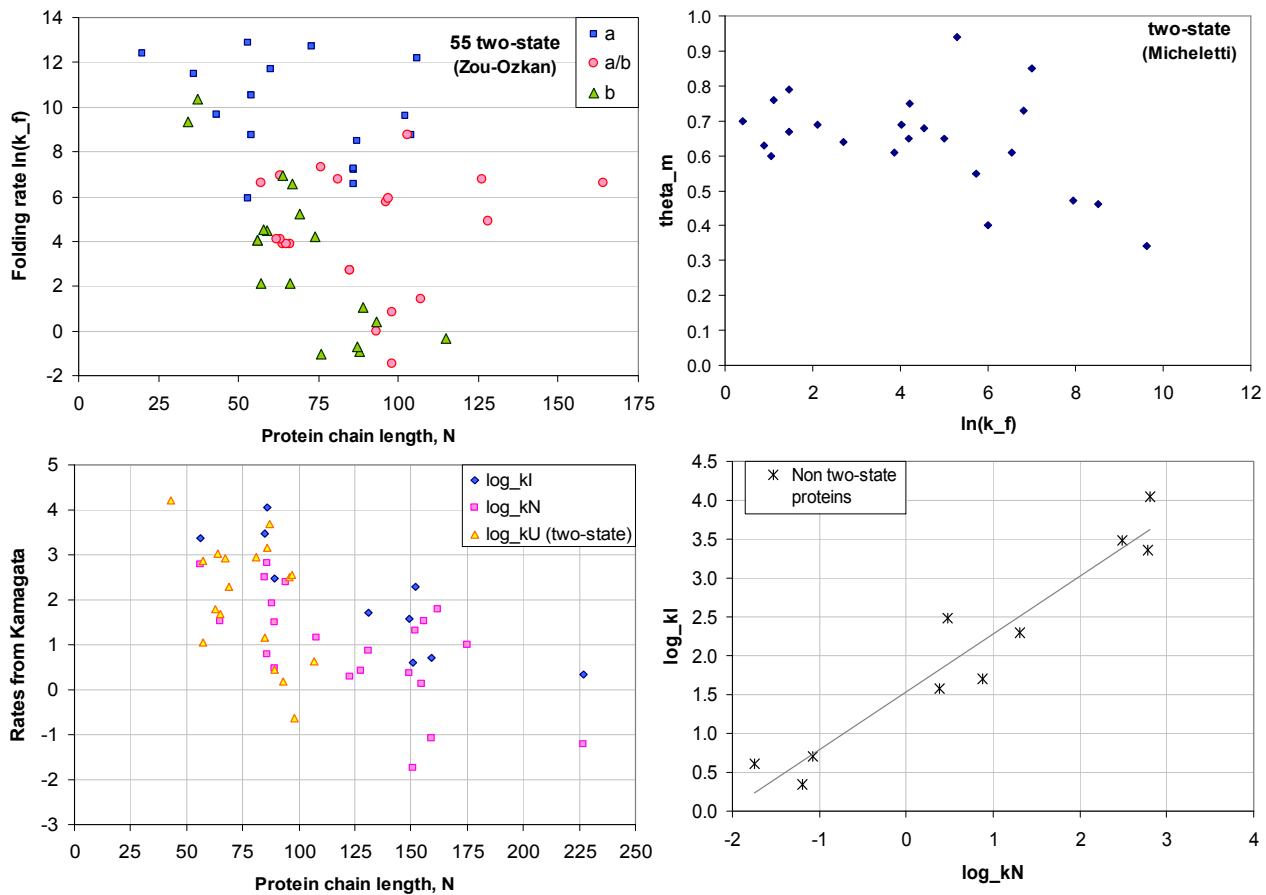 14
12
10
8
6
4
2
0
-2
0 25 50 75 100 125 150 175
Folding rate ln(k_f)
Protein chain length, N
55 two-state
(Zou-Ozkan)
a
a/b
b
1.0
0.9
0.8
0.7
0.6
0.5
0.4
0.3
0.2
0.1
0.0
0 2 4 6 8 10 12
theta_m
ln(k_f)
two-state
(Micheletti)
5
4
3
2
1
0
-1
-2
-3
0 25 50 75 100 125 150 175 200 225 250
Rates from Kamagata
Protein chain length, N
log_kI
log_kN
log_kU (two-state)
4.5
4.0
3.5
3.0
2.5
2.0
1.5
1.0
0.5
0.0
-2 -1 0 1 2 3 4
log_kI
log_kN
Non two-state
proteins